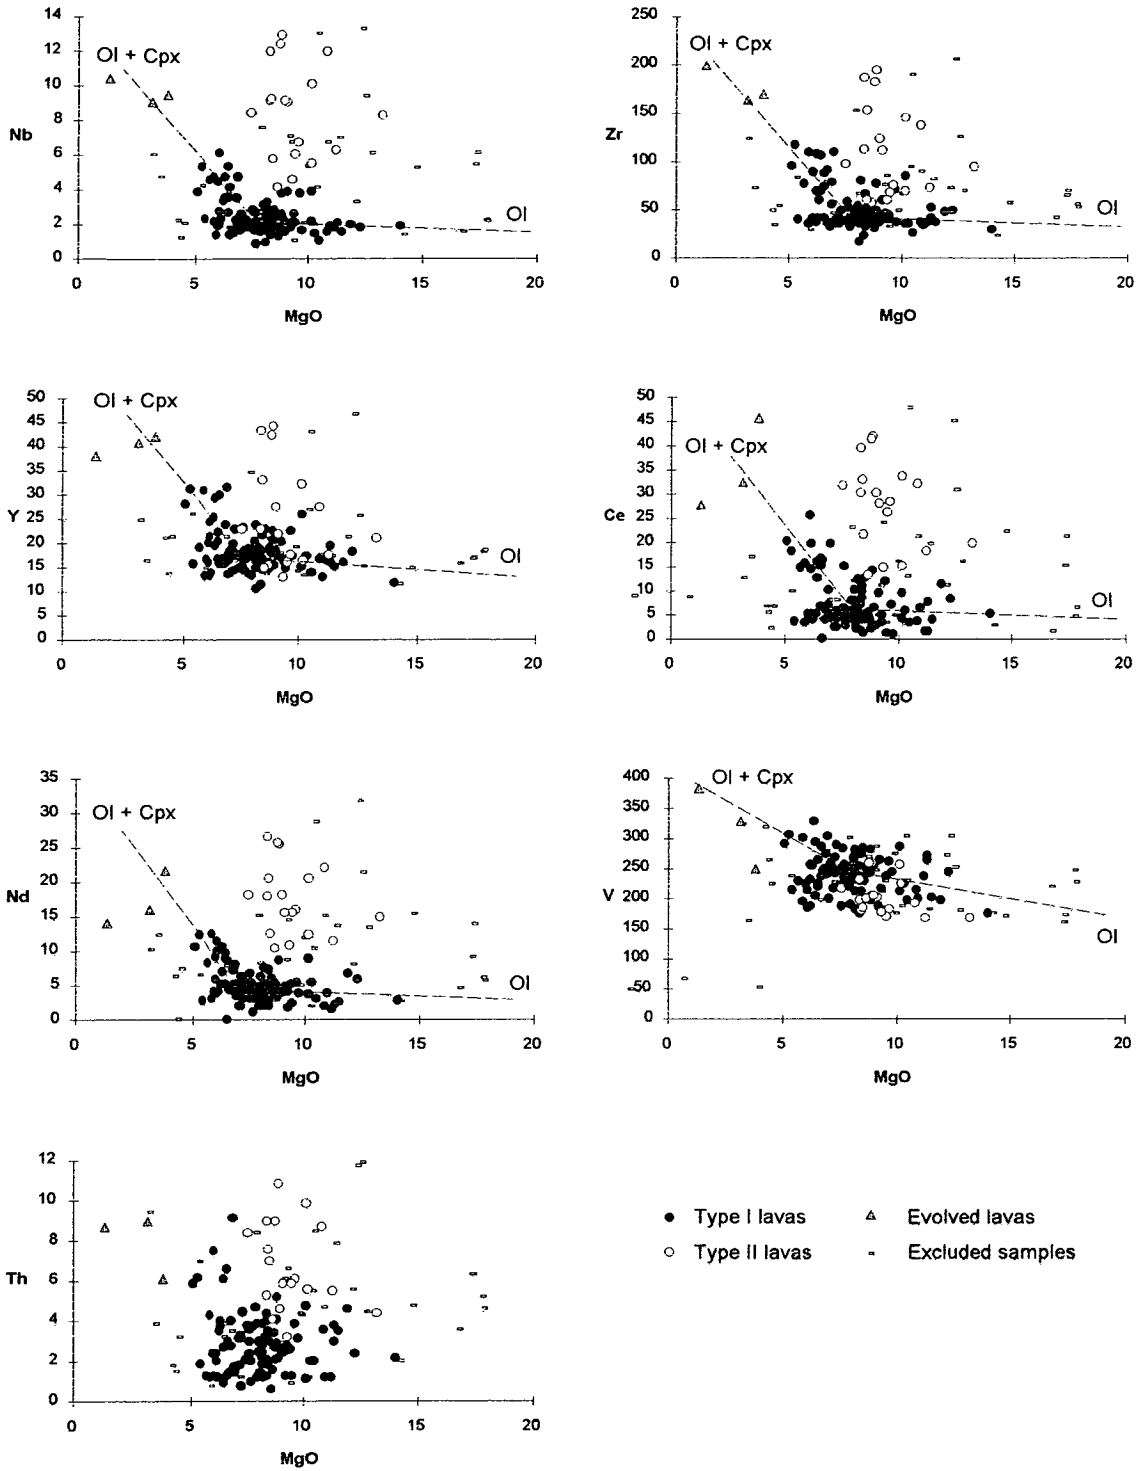 14
12
10
8
6
4
2
0
Nb
Ol + Cpx
Ol
0 5 10 15 20
MgO
250
200
150
100
50
0
Zr
Ol + Cpx
Ol
0 5 10 15 20
MgO
50
45
40
35
30
25
20
15
10
5
0
Y
Ol + Cpx
Ol
0 5 10 15 20
MgO
50
45
40
35
30
25
20
15
10
5
0
Ce
Ol + Cpx
Ol
0 5 10 15 20
MgO
35
30
25
20
15
10
5
0
Nd
Ol + Cpx
Ol
0 5 10 15 20
MgO
400
350
300
250
200
150
100
50
0
V
Ol + Cpx
Ol
0 5 10 15 20
MgO
12
10
8
6
4
2
0
Th
0 5 10 15 20
MgO
Type I lavas
Evolved lavas
Type II lavas
Excluded samples